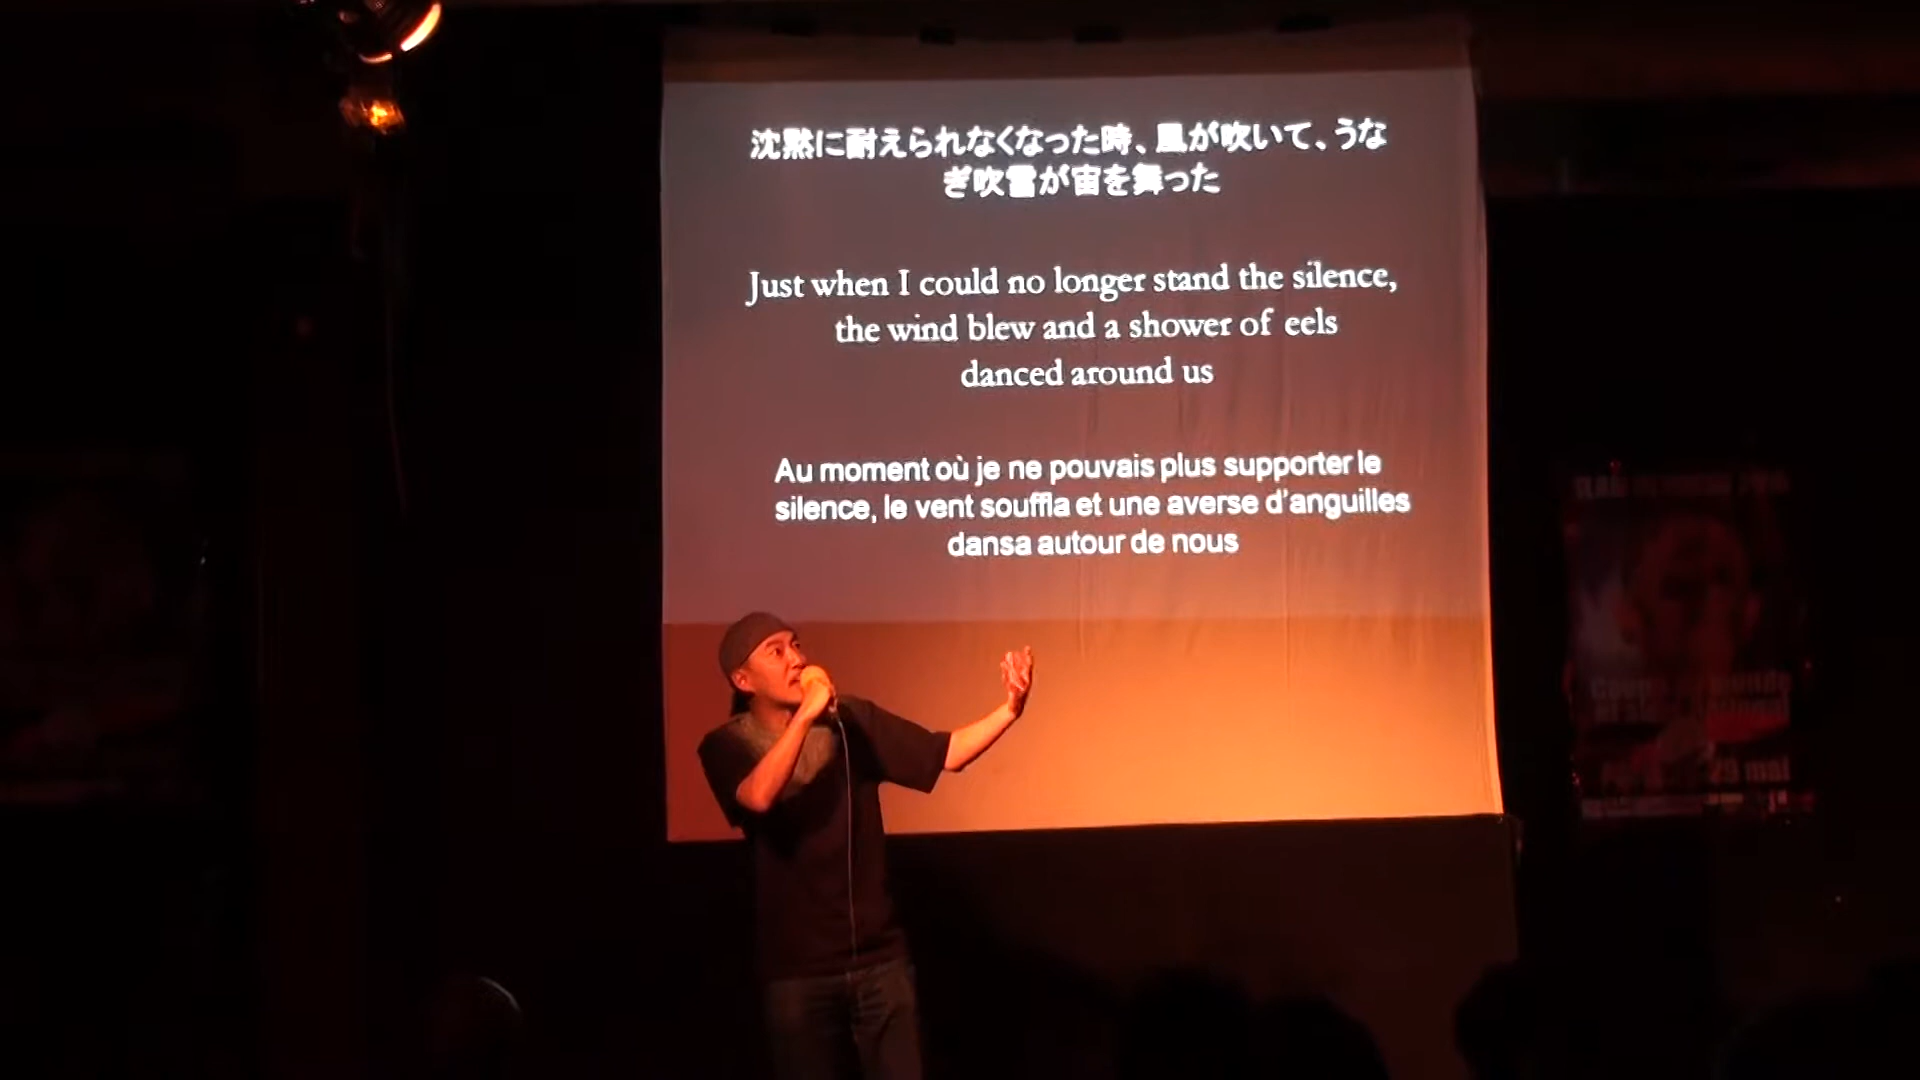 沈黙に耐えられなくなった時、風が吹いて、うな
ぎ吹雪が宙を舞った
Just when I could no longer stand the silence,
the wind blew and a shower of eels
danced around us
Au moment où je ne pouvais plus supporter le
silence, le vent souffla et une averse d'anguilles
dansa autour de nous
29 mai